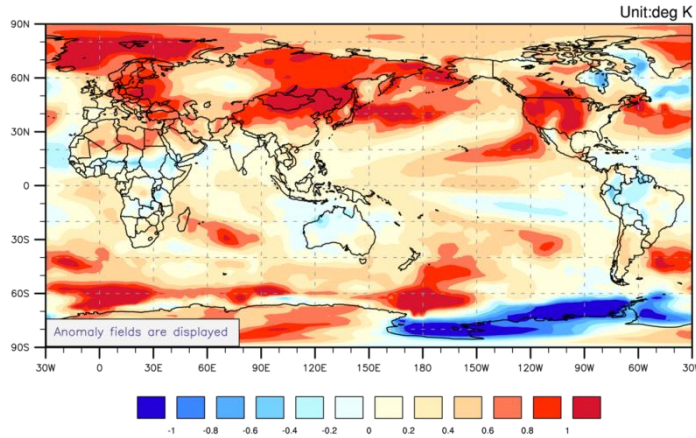 Unit:deg K
90N
60N
30N
0
30S
60S
90S
Anomaly fields are displayed
30W 0 30E 60E 90E 120E 150E 180 150W 120W 90W 60W 30W
-1 -0.8 -0.6 -0.4 -0.2 0 0.2 0.4 0.6 0.8 1